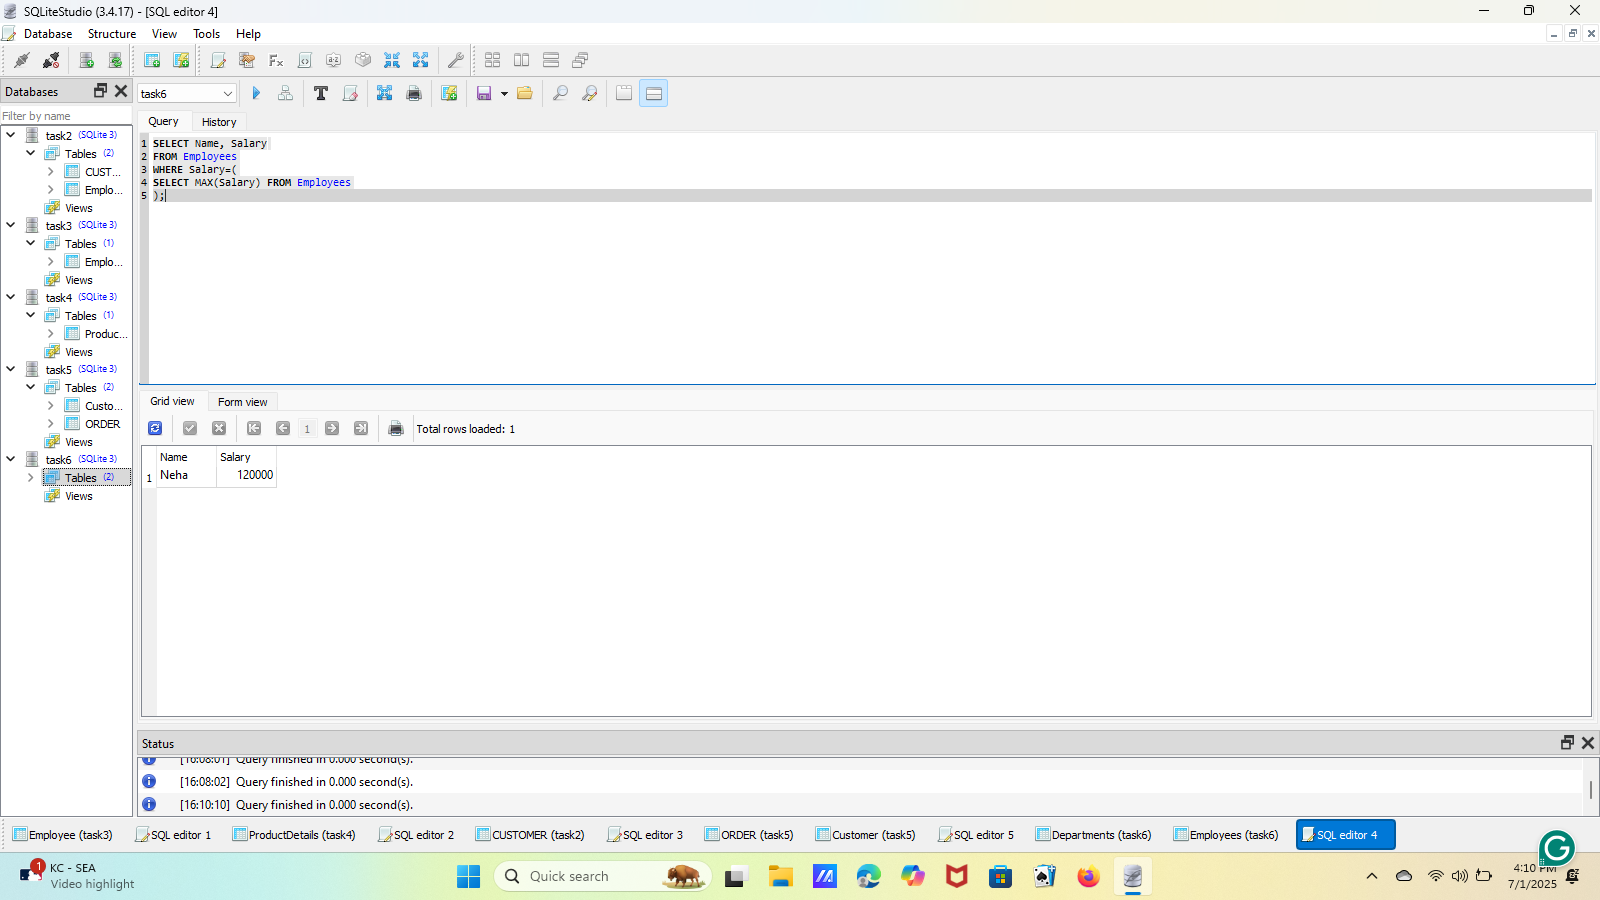 SQLiteStudio (3.4.17) - [SQL editor 4]
Database Structure View Tools Help
Databases
Filter by name
task2 (SQLite 3)
Tables (2)
CUST...
Emplo...
Views
task3 (SQLite 3)
Tables (1)
Emplo...
Views
task4 (SQLite 3)
Tables (1)
Produc...
Views
task5 (SQLite 3)
Tables (2)
Custo...
ORDER
Views
task6 (SQLite 3)
Tables (2)
Views
task6
Query History
1 SELECT Name, Salary
2 FROM Employees
3 WHERE Salary=(
4 SELECT MAX(Salary) FROM Employees
5 );
Grid view Form view
1 Total rows loaded: 1
Name Salary
1 Neha 120000
Status
[16:08:01] Query finished in 0.000 second(s).
[16:08:02] Query finished in 0.000 second(s).
[16:10:10] Query finished in 0.000 second(s).
Employee (task3) SQL editor 1 ProductDetails (task4) SQL editor 2 CUSTOMER (task2) SQL editor 3 ORDER (task5) Customer (task5) SQL editor 5 Departments (task6) Employees (task6) SQL editor 4
1 KC - SEA
Video highlight
Quick search
4:10 PM
7/1/2025